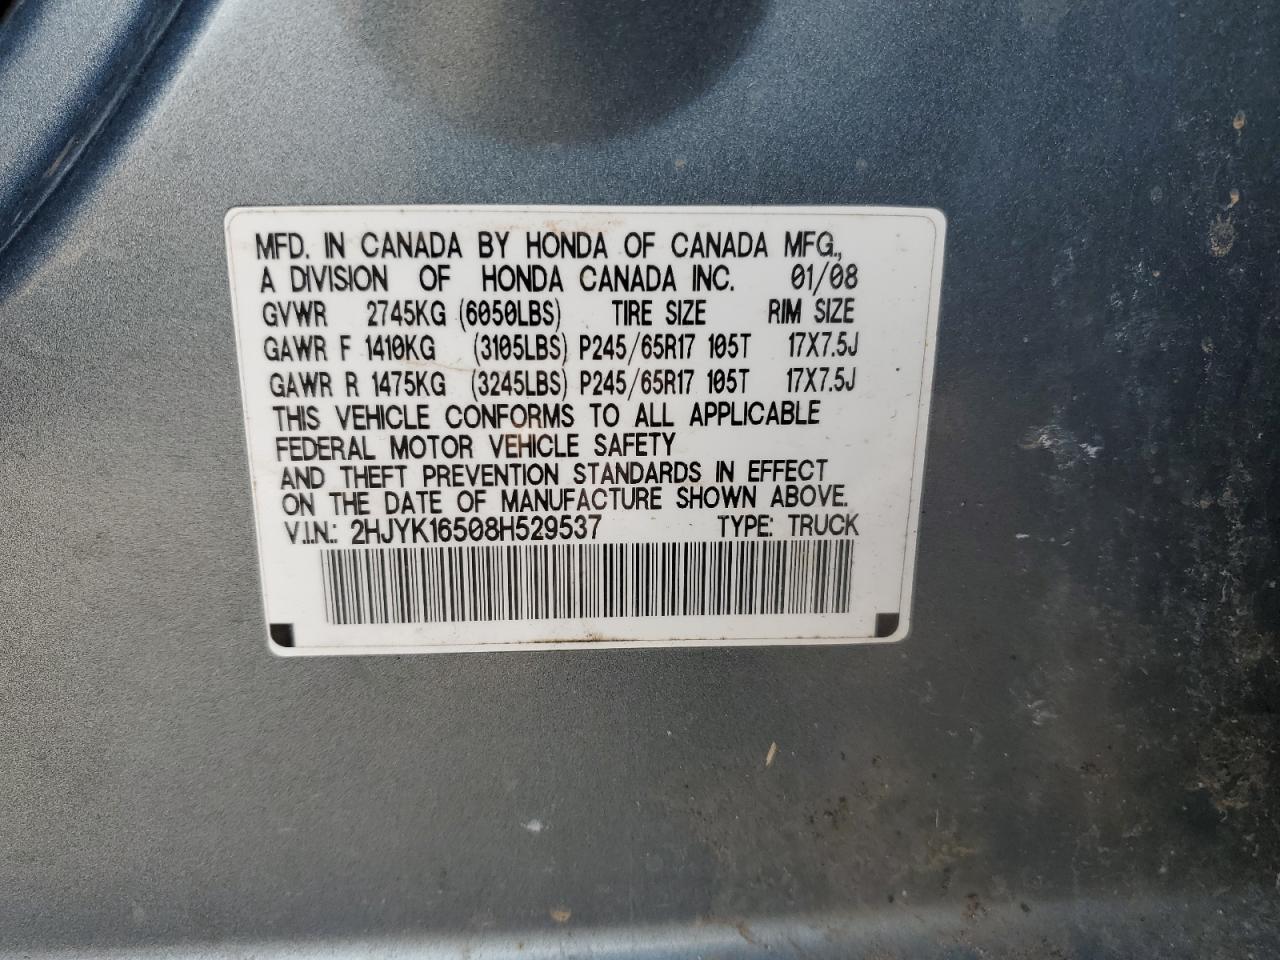 MFD. IN CANADA BY HONDA OF CANADA MFG.,
A DIVISION OF HONDA CANADA INC. 01/08
GVWR 2745KG (6050LBS) TIRE SIZE RIM SIZE
GAWR F 1410KG (3105LBS) P245/65R17 105T 17X7.5J
GAWR R 1475KG (3245LBS) P245/65R17 105T 17X7.5J
THIS VEHICLE CONFORMS TO ALL APPLICABLE
FEDERAL MOTOR VEHICLE SAFETY
AND THEFT PREVENTION STANDARDS IN EFFECT
ON THE DATE OF MANUFACTURE SHOWN ABOVE.
V.I.N.: 2HJYK16508H529537 TYPE: TRUCK